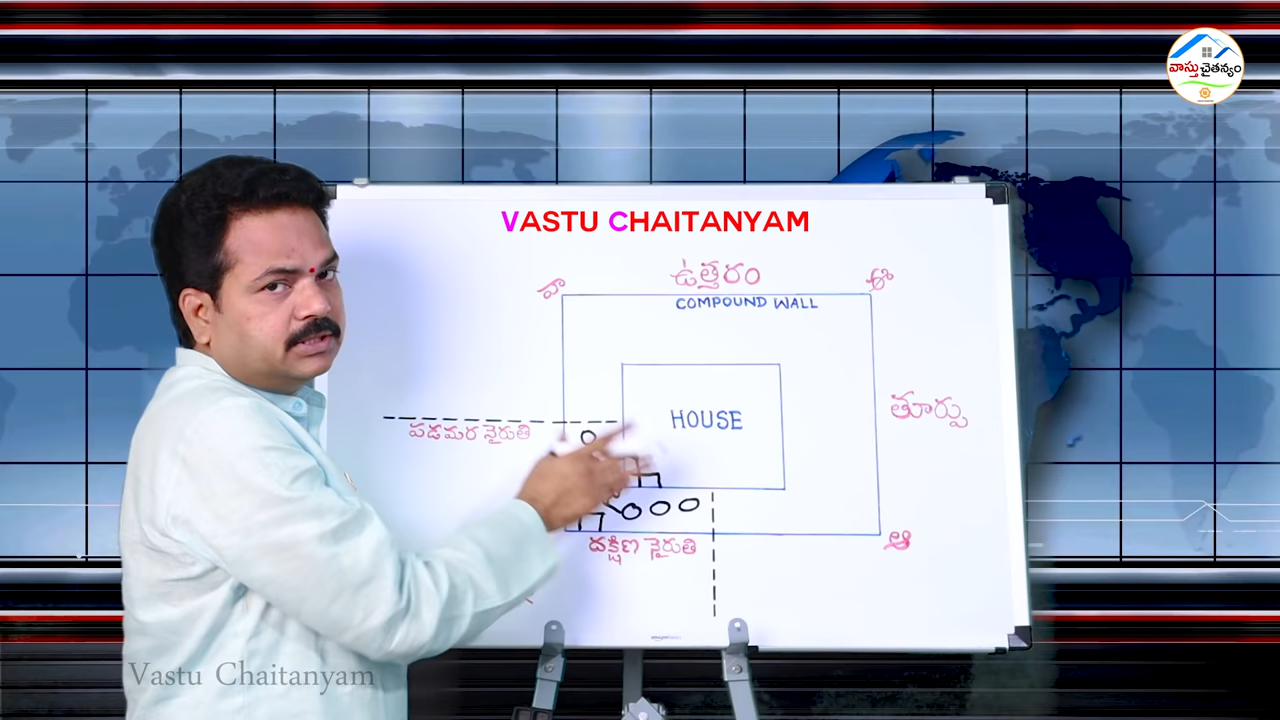 వాస్తు చైతన్యం
VASTU CHAITANYAM
వా
ఉత్తరం
ఈ
COMPOUND WALL
HOUSE
తూర్పు
పడమర నైరుతి
దక్షిణ నైరుతి
ఆ
Vastu Chaitanyam